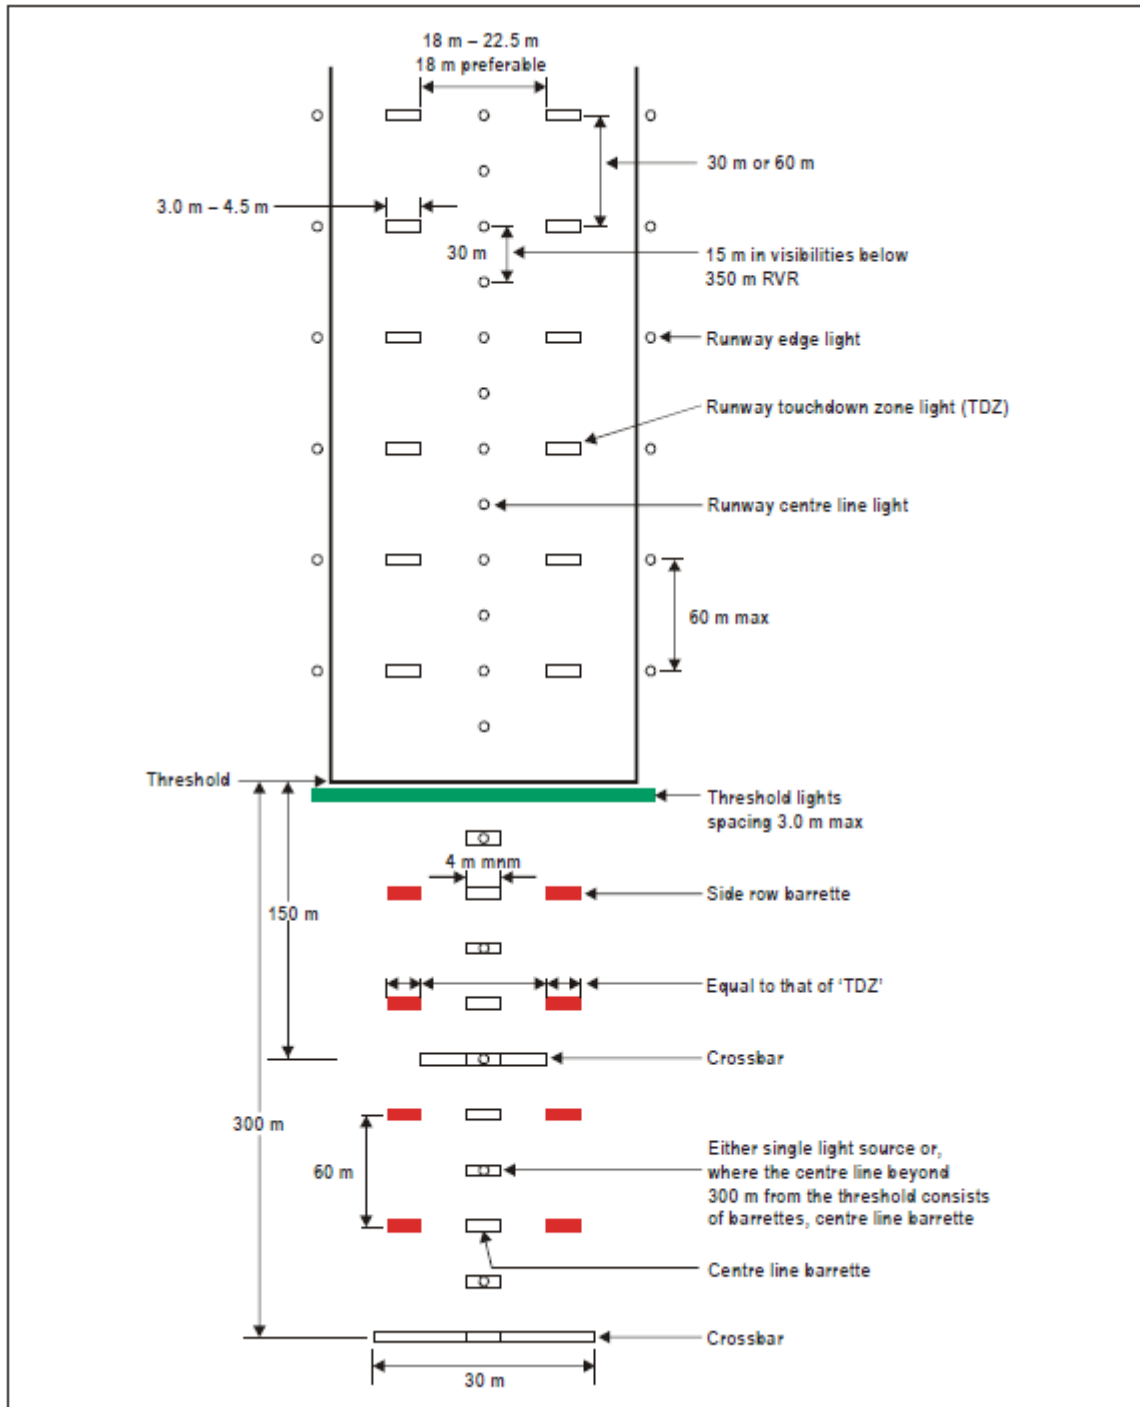 18 m – 22.5 m
18 m preferable
30 m or 60 m
3.0 m – 4.5 m
30 m
15 m in visibilities below
350 m RVR
Runway edge light
Runway touchdown zone light (TDZ)
Runway centre line light
60 m max
Threshold
Threshold lights
spacing 3.0 m max
4 m mnm
Side row barrette
150 m
Equal to that of ‘TDZ’
Crossbar
300 m
60 m
Either single light source or,
where the centre line beyond
300 m from the threshold consists
of barrettes, centre line barrette
Centre line barrette
Crossbar
30 m